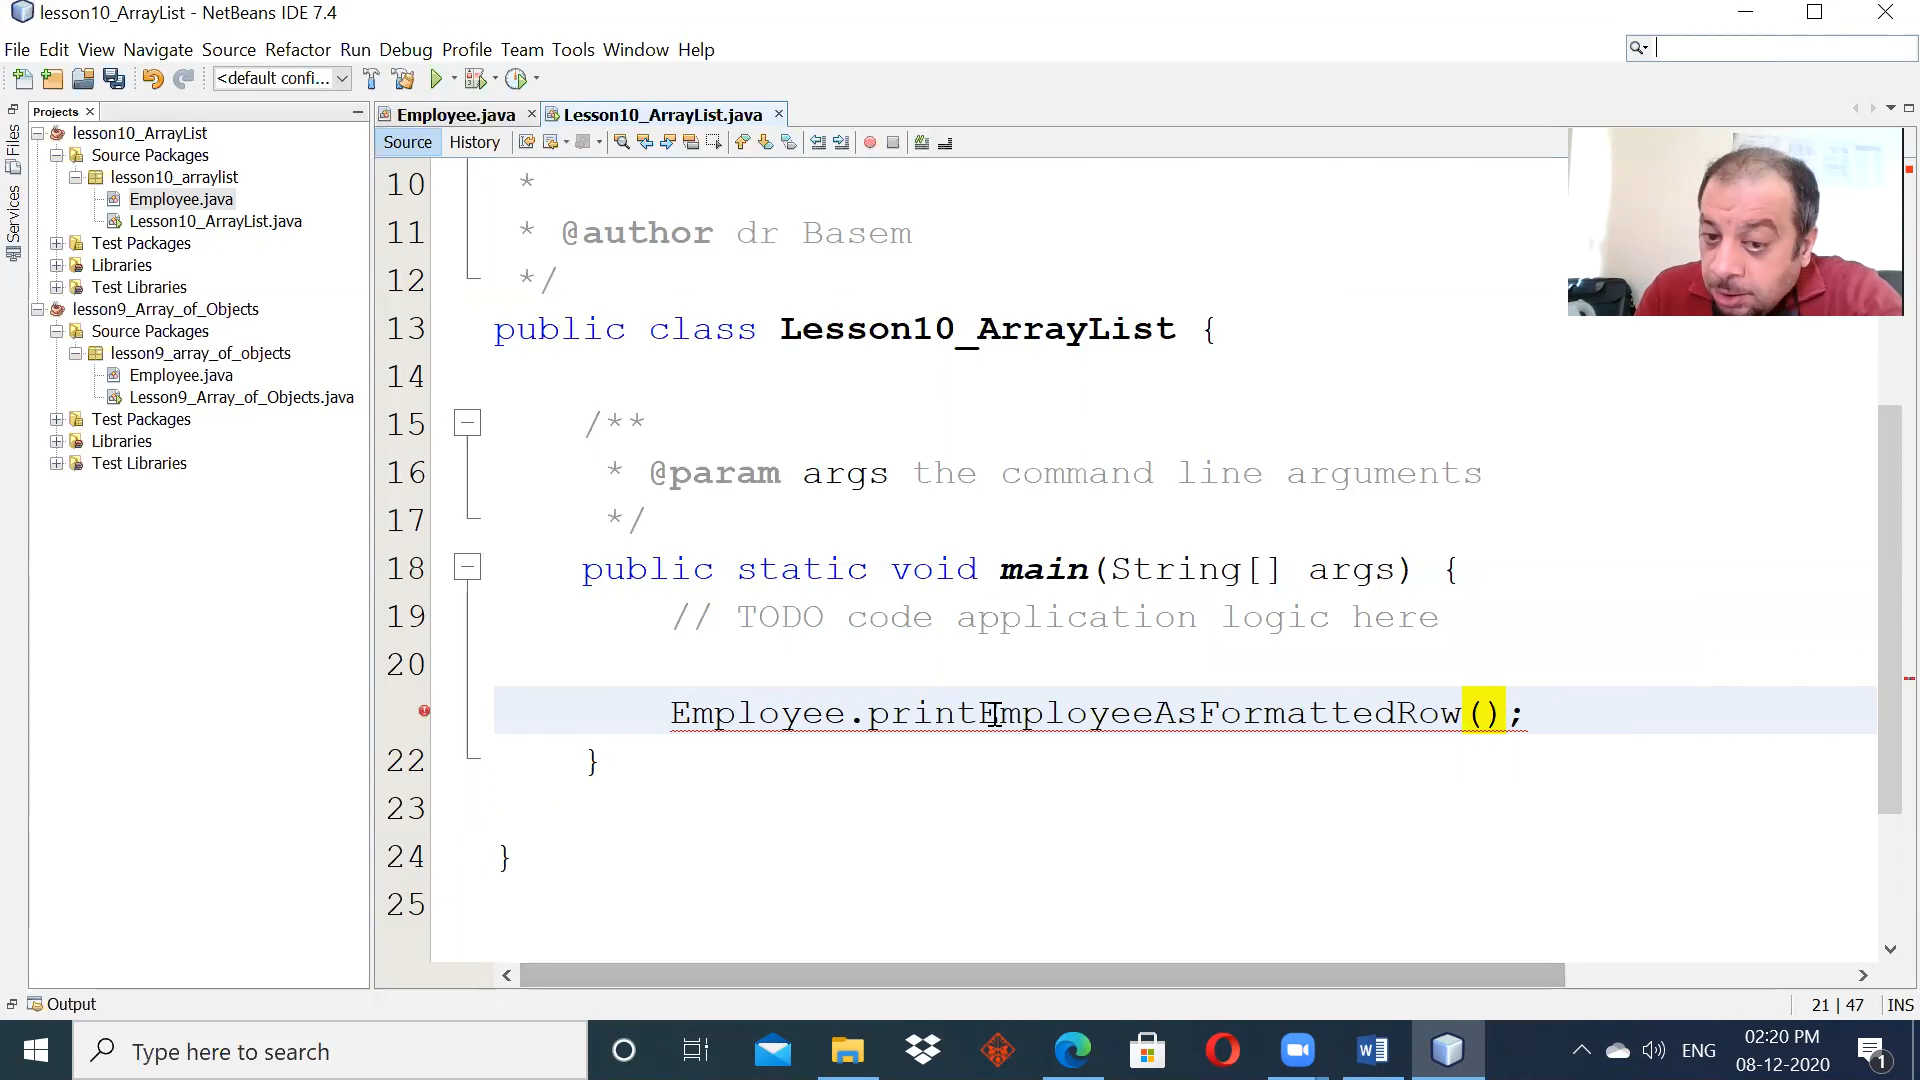 lesson10_ArrayList - NetBeans IDE 7.4
File Edit View Navigate Source Refactor Run Debug Profile Team Tools Window Help
<default confi...
Projects
Files
Services
lesson10_ArrayList
Source Packages
lesson10_arraylist
Employee.java
Lesson10_ArrayList.java
Test Packages
Libraries
Test Libraries
lesson9_Array_of_Objects
Source Packages
lesson9_array_of_objects
Employee.java
Lesson9_Array_of_Objects.java
Test Packages
Libraries
Test Libraries
Employee.java Lesson10_ArrayList.java
Source History
10 *
11 * @author dr Basem
12 */
13 public class Lesson10_ArrayList {
14
15 /**
16 * @param args the command line arguments
17 */
18 public static void main(String[] args) {
19 // TODO code application logic here
20
Employee.printEmployeeAsFormattedRow();
22 }
23
24 }
25
Output
21 | 47 INS
Type here to search
ENG
02:20 PM
08-12-2020
1